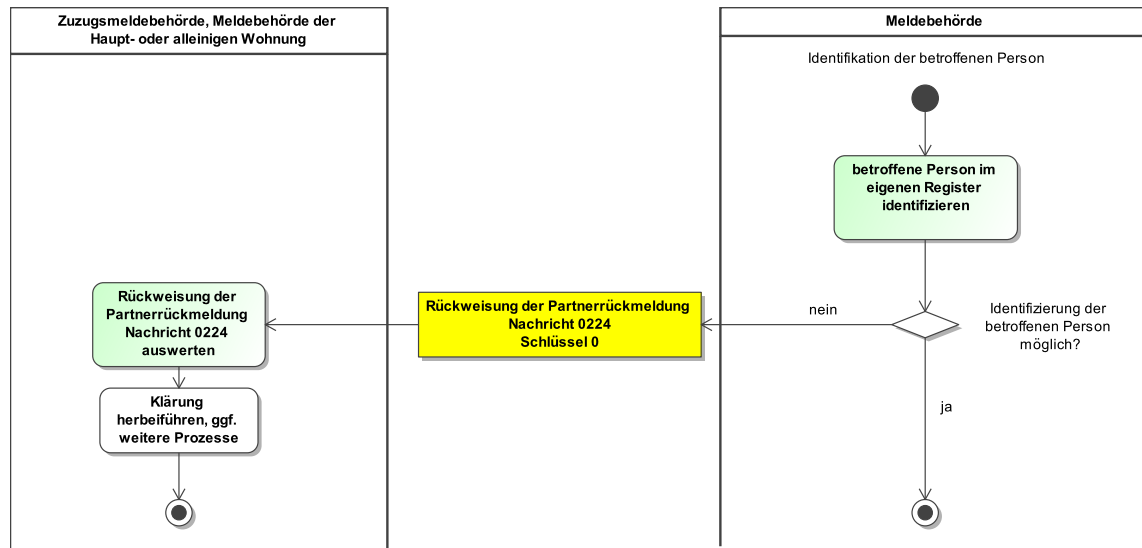 Zuzugsmeldebehörde, Meldebehörde der
Haupt- oder alleinigen Wohnung
Meldebehörde
Identifikation der betroffenen Person
betroffene Person im
eigenen Register
identifizieren
Rückweisung der
Partnerrückmeldung
Nachricht 0224
auswerten
Rückweisung der Partnerrückmeldung
Nachricht 0224
Schlüssel 0
nein
Identifizierung der
betroffenen Person
möglich?
Klärung
herbeiführen, ggf.
weitere Prozesse
ja